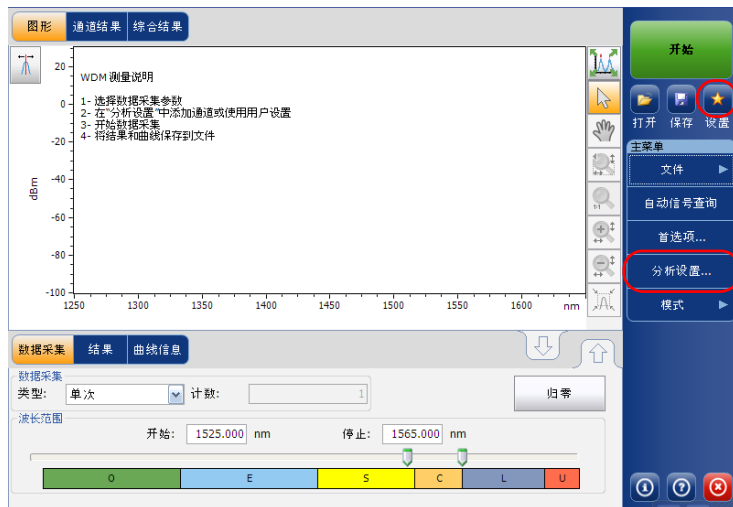 图形 通道结果 综合结果
WDM 测量说明
1- 选择数据采集参数
2- 在"分析设置"中添加通道或使用用户设置
3- 开始数据采集
4- 将结果和曲线保存到文件
dBm
20
0
-20
-40
-60
-80
-100
1250 1300 1350 1400 1450 1500 1550 1600 nm
数据采集 结果 曲线信息
数据采集
类型: 单次 计数: 1 归零
波长范围
开始: 1525.000 nm 停止: 1565.000 nm
O E S C L U
开始
打开 保存 设置
主菜单
文件
自动信号查询
首选项...
分析设置...
模式